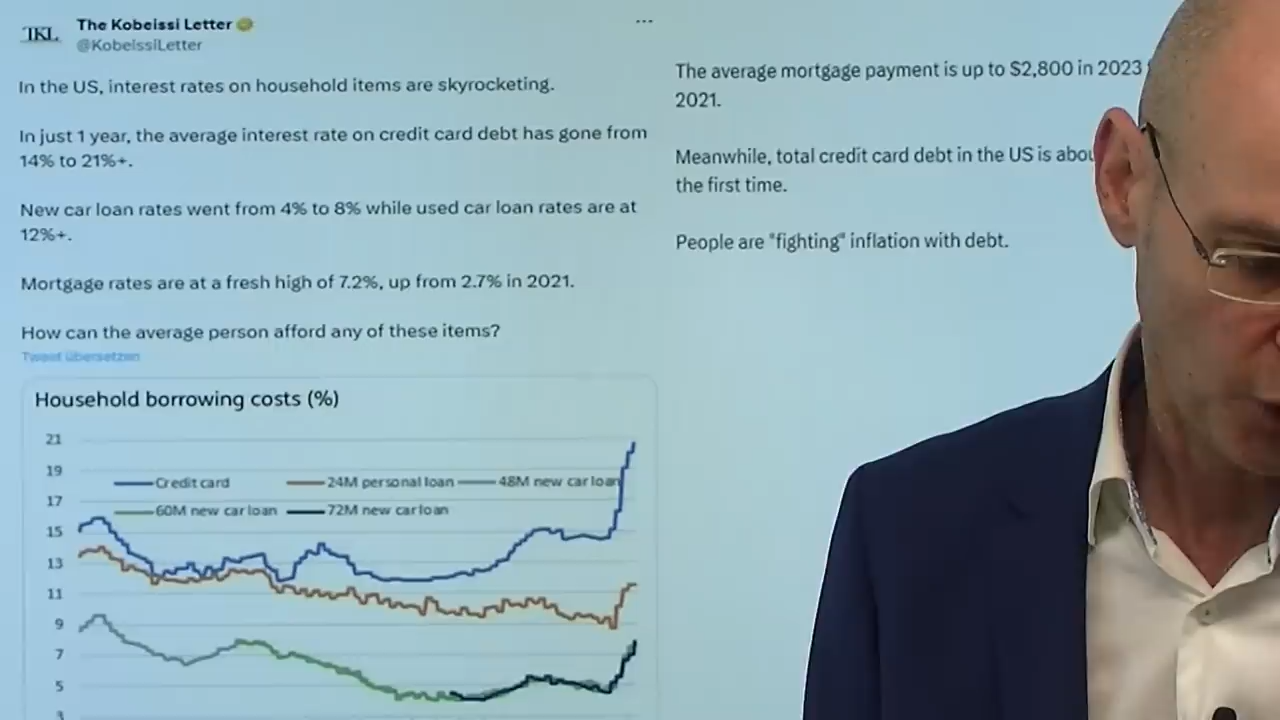 TKL
The Kobeissi Letter
@KobeissiLetter
...
In the US, interest rates on household items are skyrocketing.
In just 1 year, the average interest rate on credit card debt has gone from
14% to 21%+.
New car loan rates went from 4% to 8% while used car loan rates are at
12%+.
Mortgage rates are at a fresh high of 7.2%, up from 2.7% in 2021.
How can the average person afford any of these items?
Tweet übersetzen
Household borrowing costs (%)
21
19
Credit card
24M personal loan
48M new car loan
17
60M new car loan
72M new car loan
15
13
11
9
7
5
3
The average mortgage payment is up to $2,800 in 2023
2021.
Meanwhile, total credit card debt in the US is
the first time.
People are "fighting" inflation with debt.